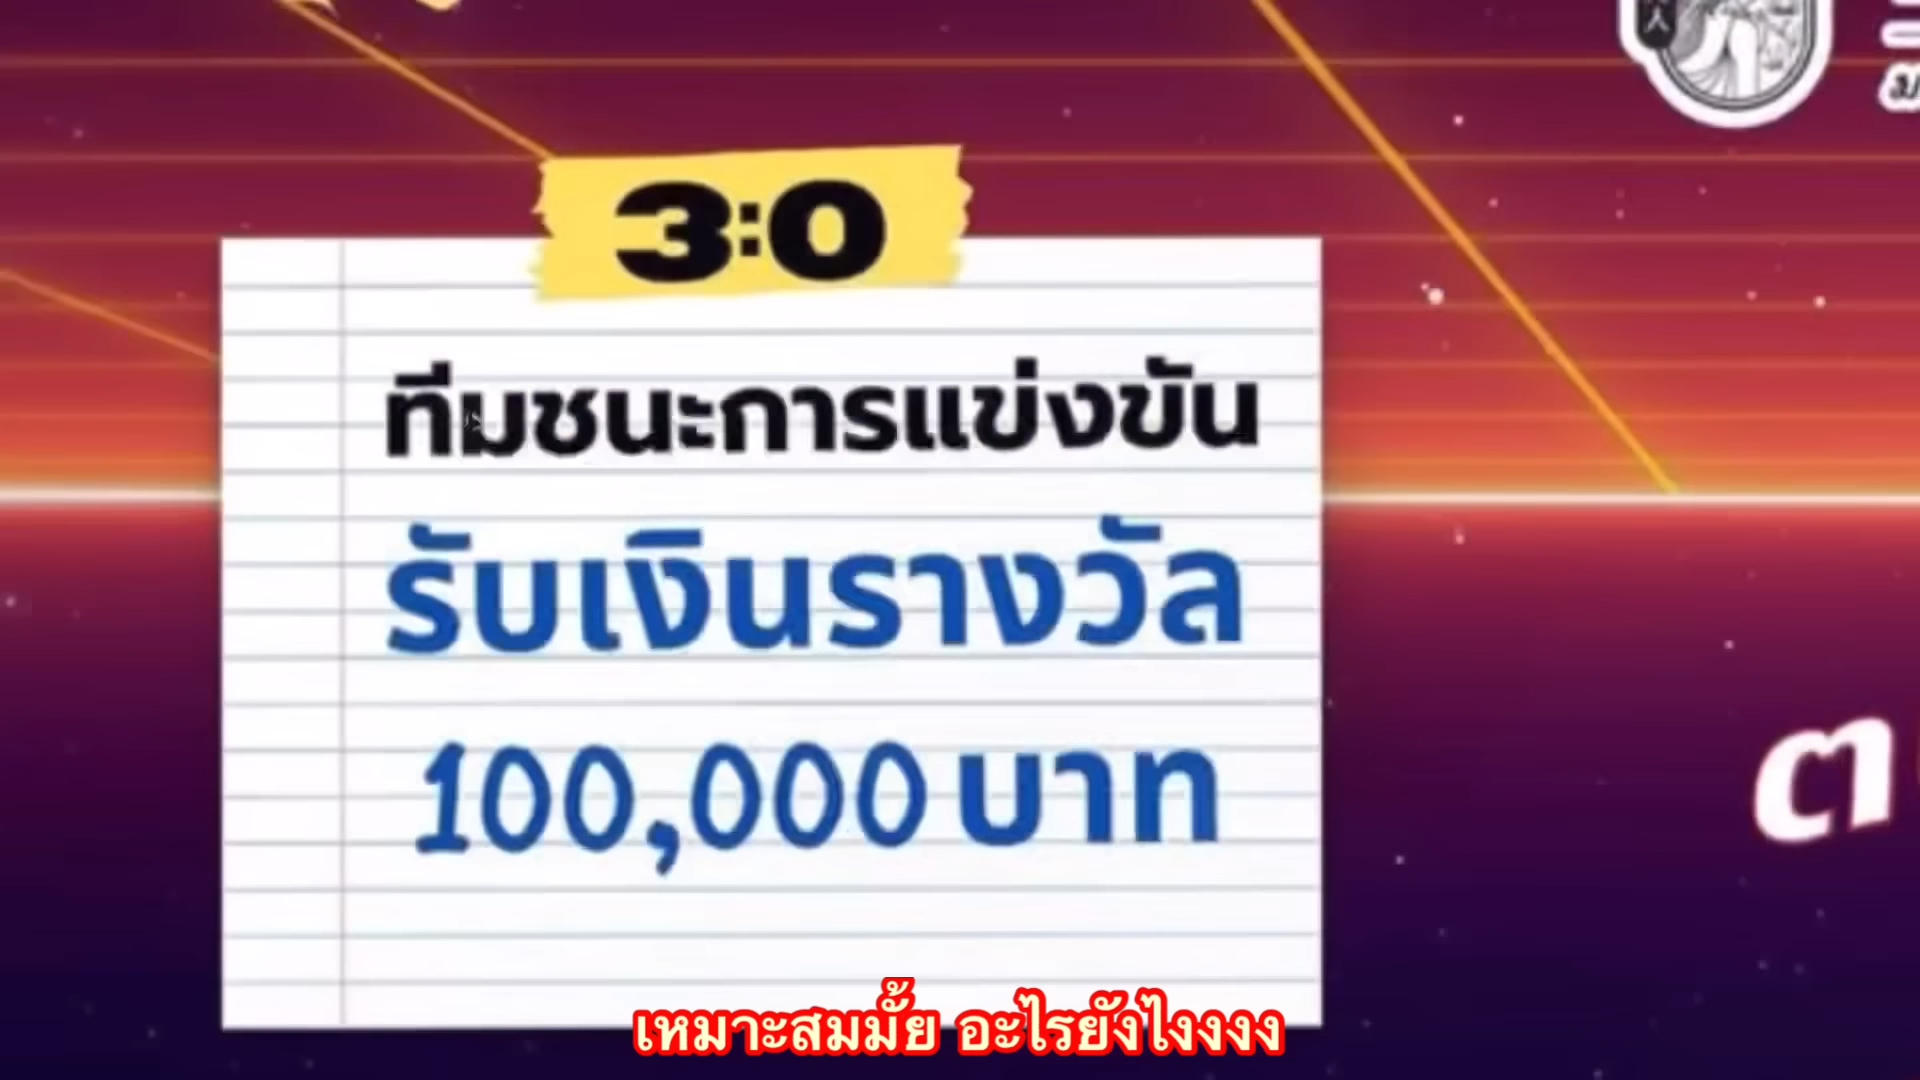 3:0
ทีมชนะการแข่งขัน
รับเงินรางวัล
100,000 บาท
เหมาะสมมั้ย อะไรยังไงงงง